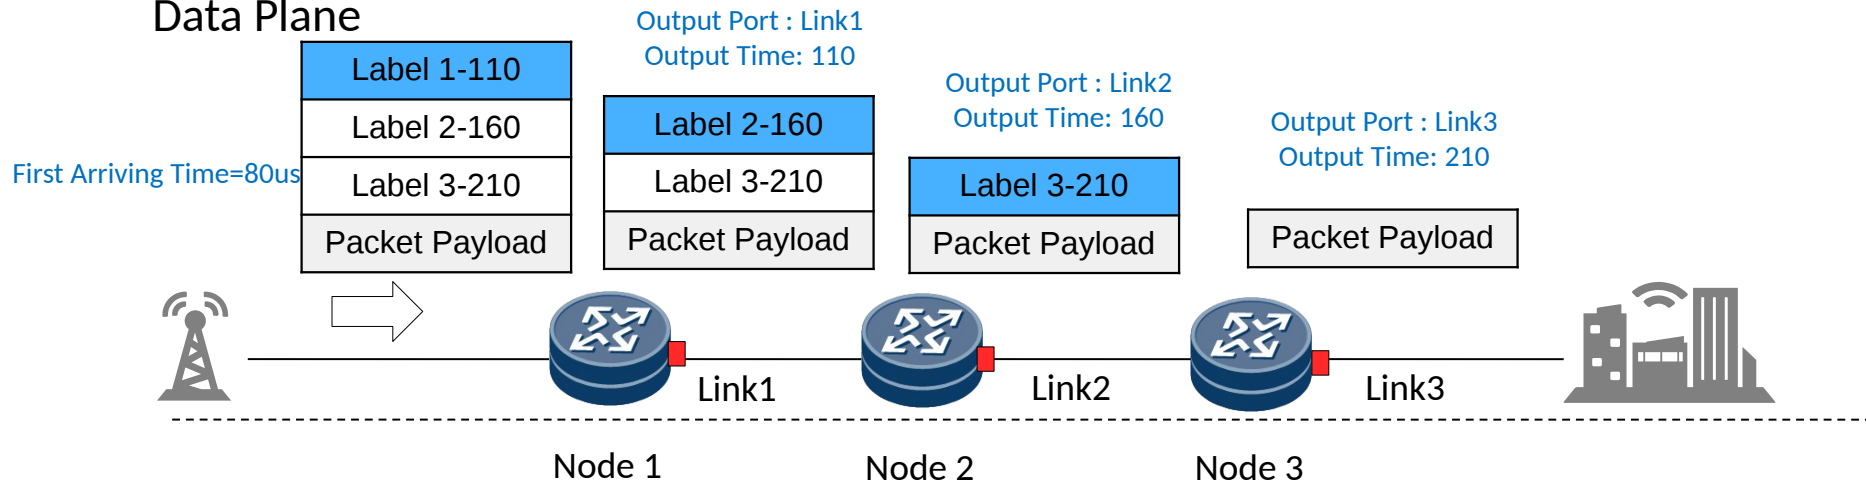 Data Plane
First Arriving Time=80us
Label 1-110
Label 2-160
Label 3-210
Packet Payload
Output Port : Link1
Output Time: 110
Label 2-160
Label 3-210
Packet Payload
Output Port : Link2
Output Time: 160
Label 3-210
Packet Payload
Output Port : Link3
Output Time: 210
Packet Payload
Link1
Link2
Link3
Node 1
Node 2
Node 3